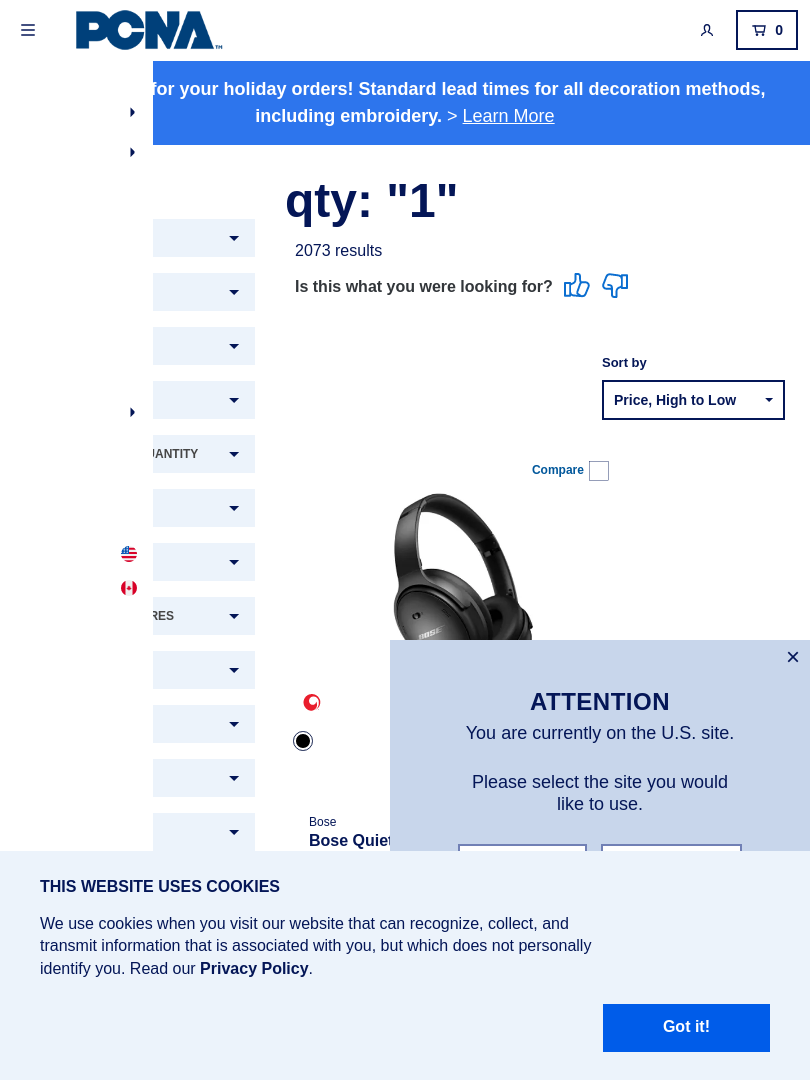 PCNA
TM
0
for your holiday orders! Standard lead times for all decoration methods,
including embroidery. > Learn More
qty: "1"
2073 results
Is this what you were looking for?
Sort by
Price, High to Low
Compare
BOSE
ATTENTION
You are currently on the U.S. site.
Please select the site you would
like to use.
Bose
THIS WEBSITE USES COOKIES
We use cookies when you visit our website that can recognize, collect, and
transmit information that is associated with you, but which does not personally
identify you. Read our Privacy Policy.
Got it!